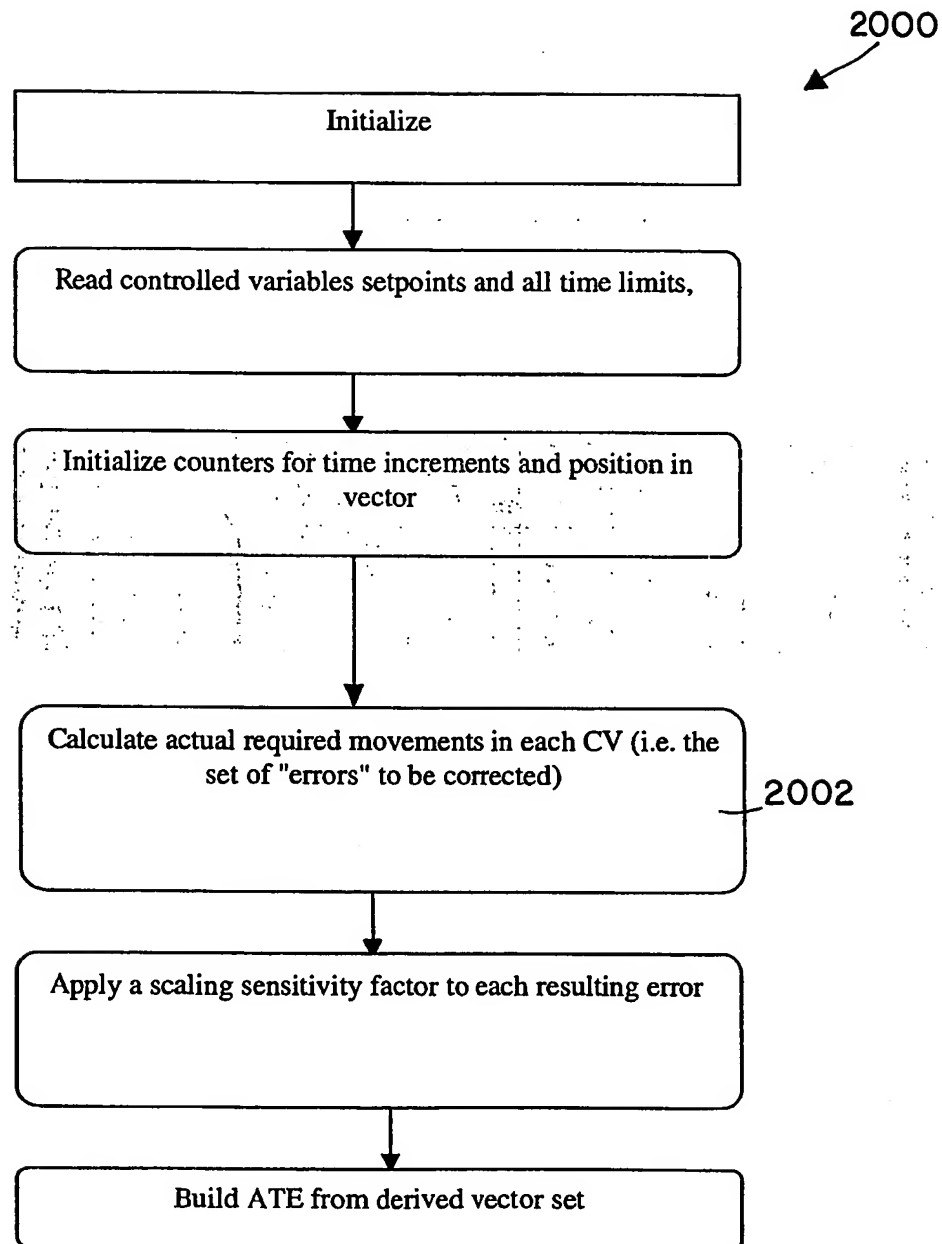 2000
Initialize
Read controlled variables setpoints and all time limits,
Initialize counters for time increments and position in
vector
Calculate actual required movements in each CV (i.e. the
set of "errors" to be corrected)
2002
Apply a scaling sensitivity factor to each resulting error
Build ATE from derived vector set